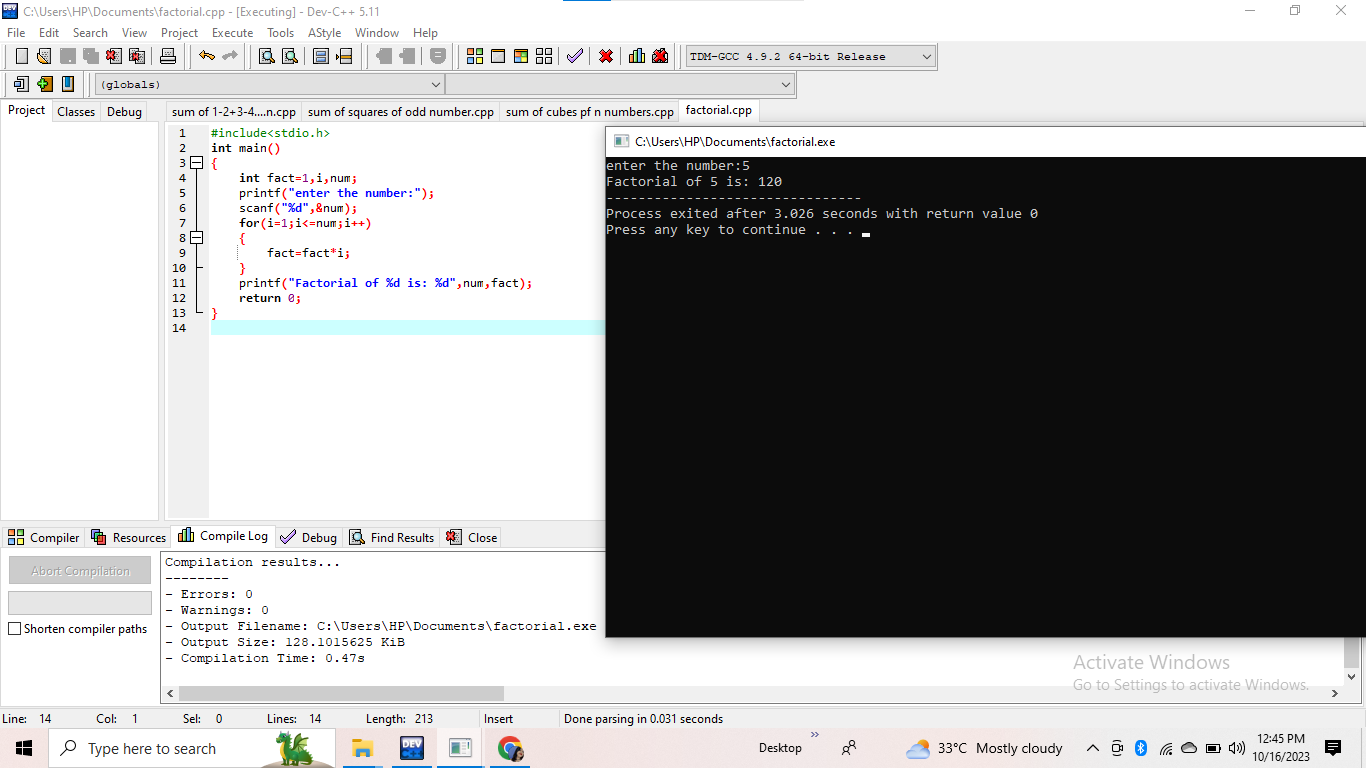 C:\Users\HP\Documents\factorial.cpp - [Executing] - Dev-C++ 5.11
File Edit Search View Project Execute Tools AStyle Window Help
TDM-GCC 4.9.2 64-bit Release
(globals)
Project Classes Debug
sum of 1-2+3-4....n.cpp sum of squares of odd number.cpp sum of cubes pf n numbers.cpp factorial.cpp
1 #include<stdio.h>
2 int main()
3 {
4 int fact=1,i,num;
5 printf("enter the number:");
6 scanf("%d",&num);
7 for(i=1;i<=num;i++)
8 {
9 fact=fact*i;
10 }
11 printf("Factorial of %d is: %d",num,fact);
12 return 0;
13 }
14
C:\Users\HP\Documents\factorial.exe
enter the number:5
Factorial of 5 is: 120
--------------------------------
Process exited after 3.026 seconds with return value 0
Press any key to continue . . .
Compiler Resources Compile Log Debug Find Results Close
Abort Compilation
Shorten compiler paths
Compilation results...
--------
- Errors: 0
- Warnings: 0
- Output Filename: C:\Users\HP\Documents\factorial.exe
- Output Size: 128.1015625 KiB
- Compilation Time: 0.47s
Activate Windows
Go to Settings to activate Windows.
Line: 14 Col: 1 Sel: 0 Lines: 14 Length: 213 Insert Done parsing in 0.031 seconds
Type here to search
DEV
Desktop
33°C Mostly cloudy
12:45 PM
10/16/2023